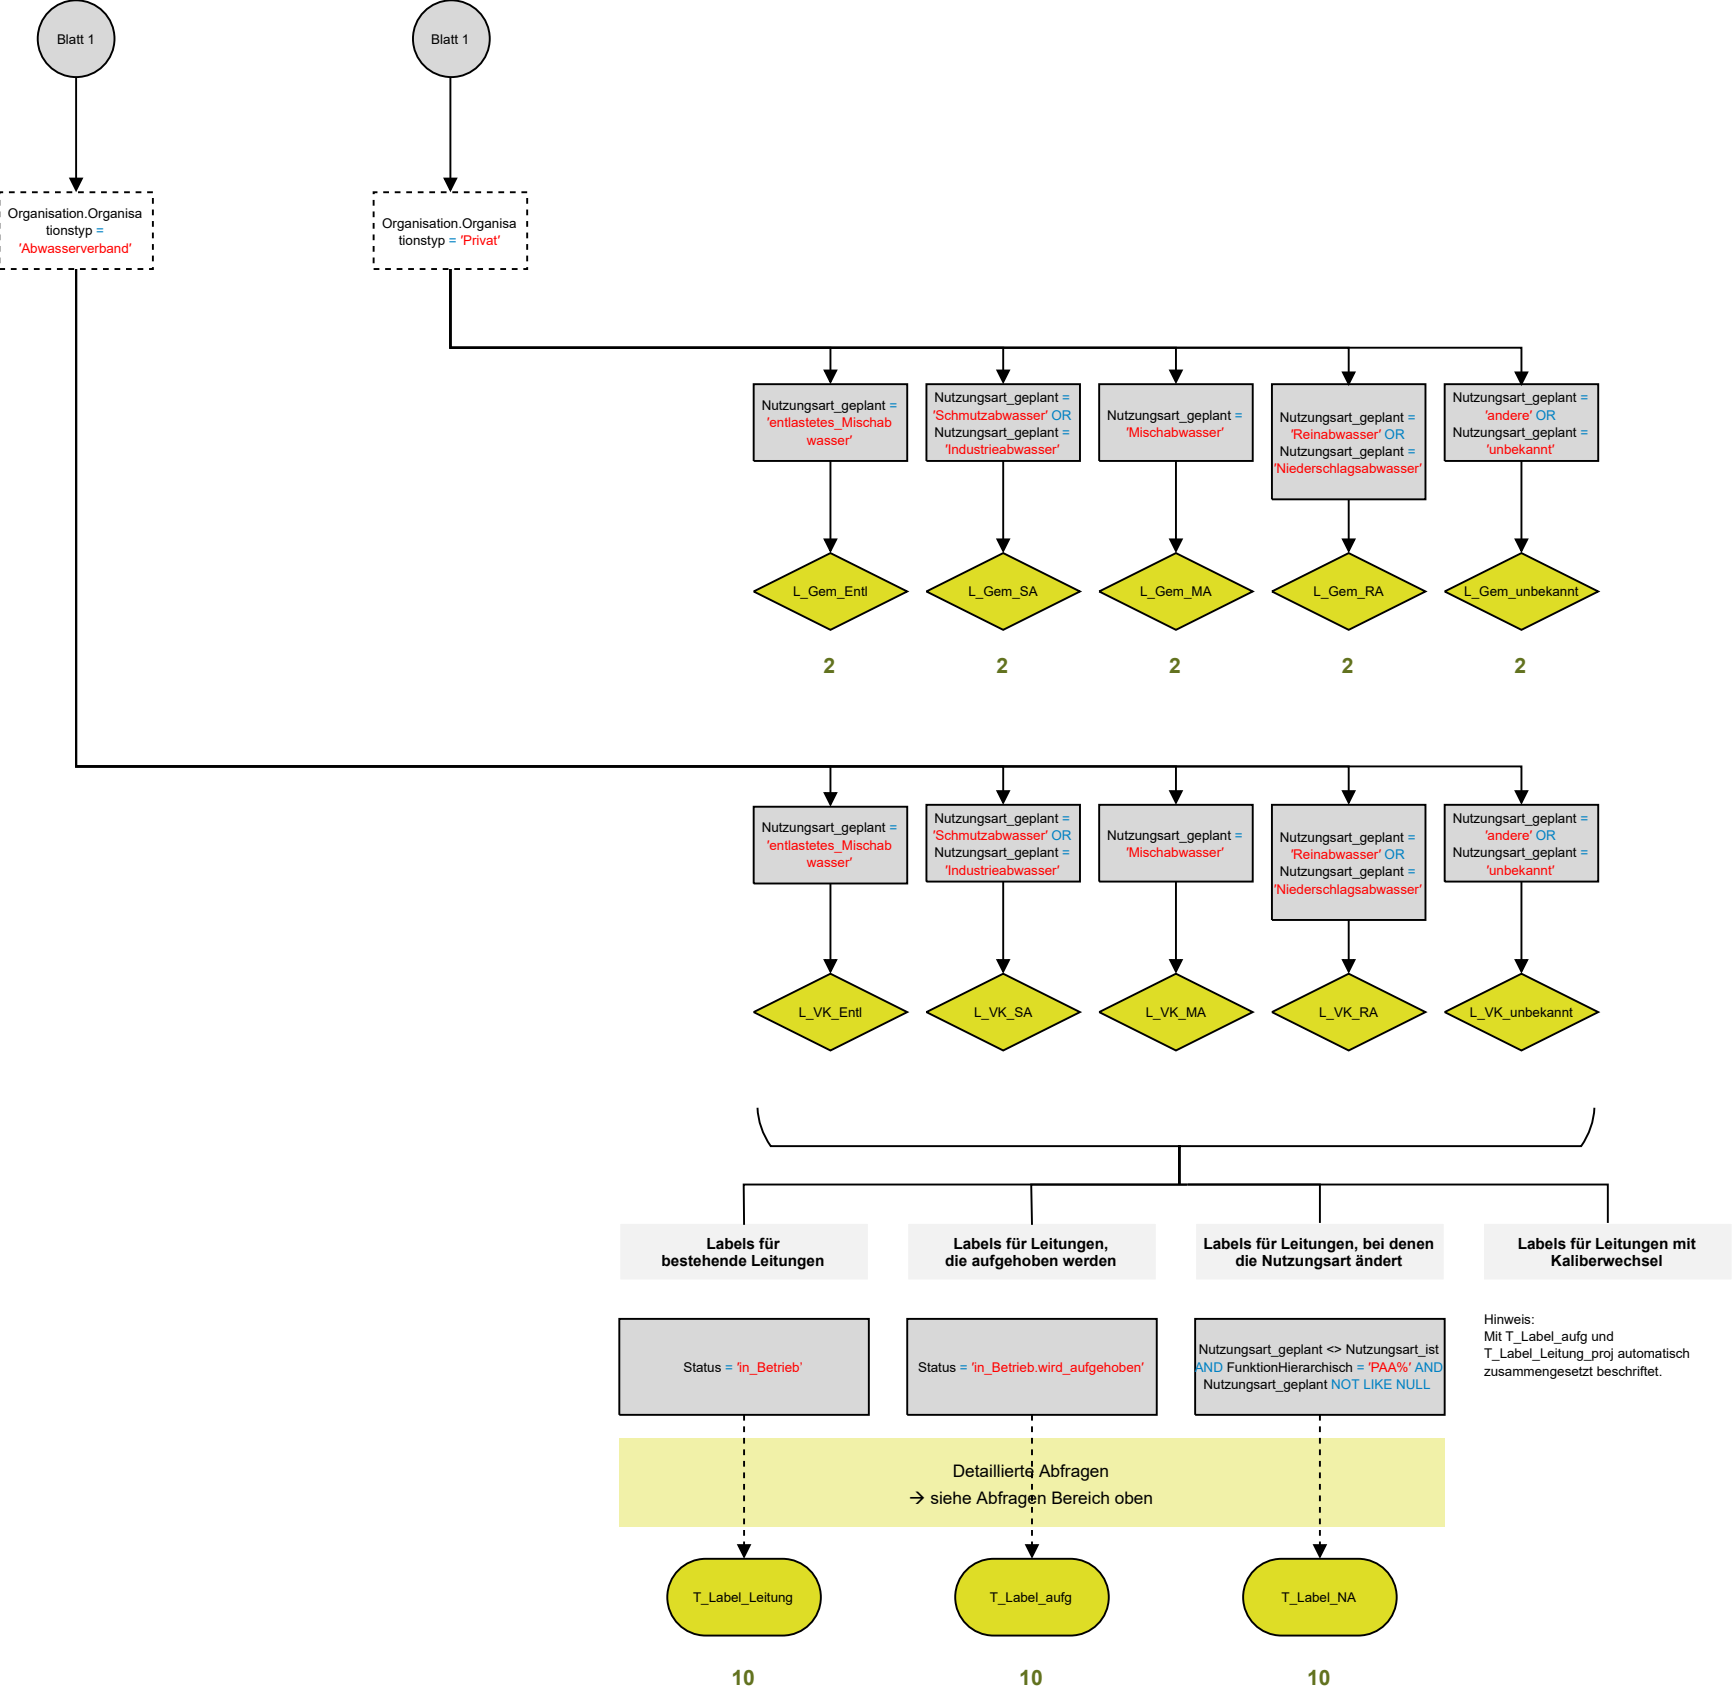 Blatt 1
Blatt 1
Organisation.Organisa
tionstyp =
'Abwasserverband'
Organisation.Organisa
tionstyp = 'Privat'
Nutzungsart_geplant =
'entlastetes_Mischab
wasser'
Nutzungsart_geplant =
'Schmutzabwasser' OR
Nutzungsart_geplant =
'Industrieabwasser'
Nutzungsart_geplant =
'Mischabwasser'
Nutzungsart_geplant =
'Reinabwasser' OR
Nutzungsart_geplant =
'Niederschlagsabwasser'
Nutzungsart_geplant =
'andere' OR
Nutzungsart_geplant =
'unbekannt'
L_Gem_Entl
L_Gem_SA
L_Gem_MA
L_Gem_RA
L_Gem_unbekannt
2
2
2
2
2
Nutzungsart_geplant =
'entlastetes_Mischab
wasser'
Nutzungsart_geplant =
'Schmutzabwasser' OR
Nutzungsart_geplant =
'Industrieabwasser'
Nutzungsart_geplant =
'Mischabwasser'
Nutzungsart_geplant =
'Reinabwasser' OR
Nutzungsart_geplant =
'Niederschlagsabwasser'
Nutzungsart_geplant =
'andere' OR
Nutzungsart_geplant =
'unbekannt'
L_VK_Entl
L_VK_SA
L_VK_MA
L_VK_RA
L_VK_unbekannt
Labels für
bestehende Leitungen
Labels für Leitungen,
die aufgehoben werden
Labels für Leitungen, bei denen
die Nutzungsart ändert
Labels für Leitungen mit
Kaliberwechsel
Status = 'in_Betrieb'
Status = 'in_Betrieb.wird_aufgehoben'
Nutzungsart_geplant <> Nutzungsart_ist
AND FunktionHierarchisch = 'PAA%' AND
Nutzungsart_geplant NOT LIKE NULL
Hinweis:
Mit T_Label_aufg und
T_Label_Leitung_proj automatisch
zusammengesetzt beschriftet.
Detaillierte Abfragen
→ siehe Abfragen Bereich oben
T_Label_Leitung
T_Label_aufg
T_Label_NA
10
10
10